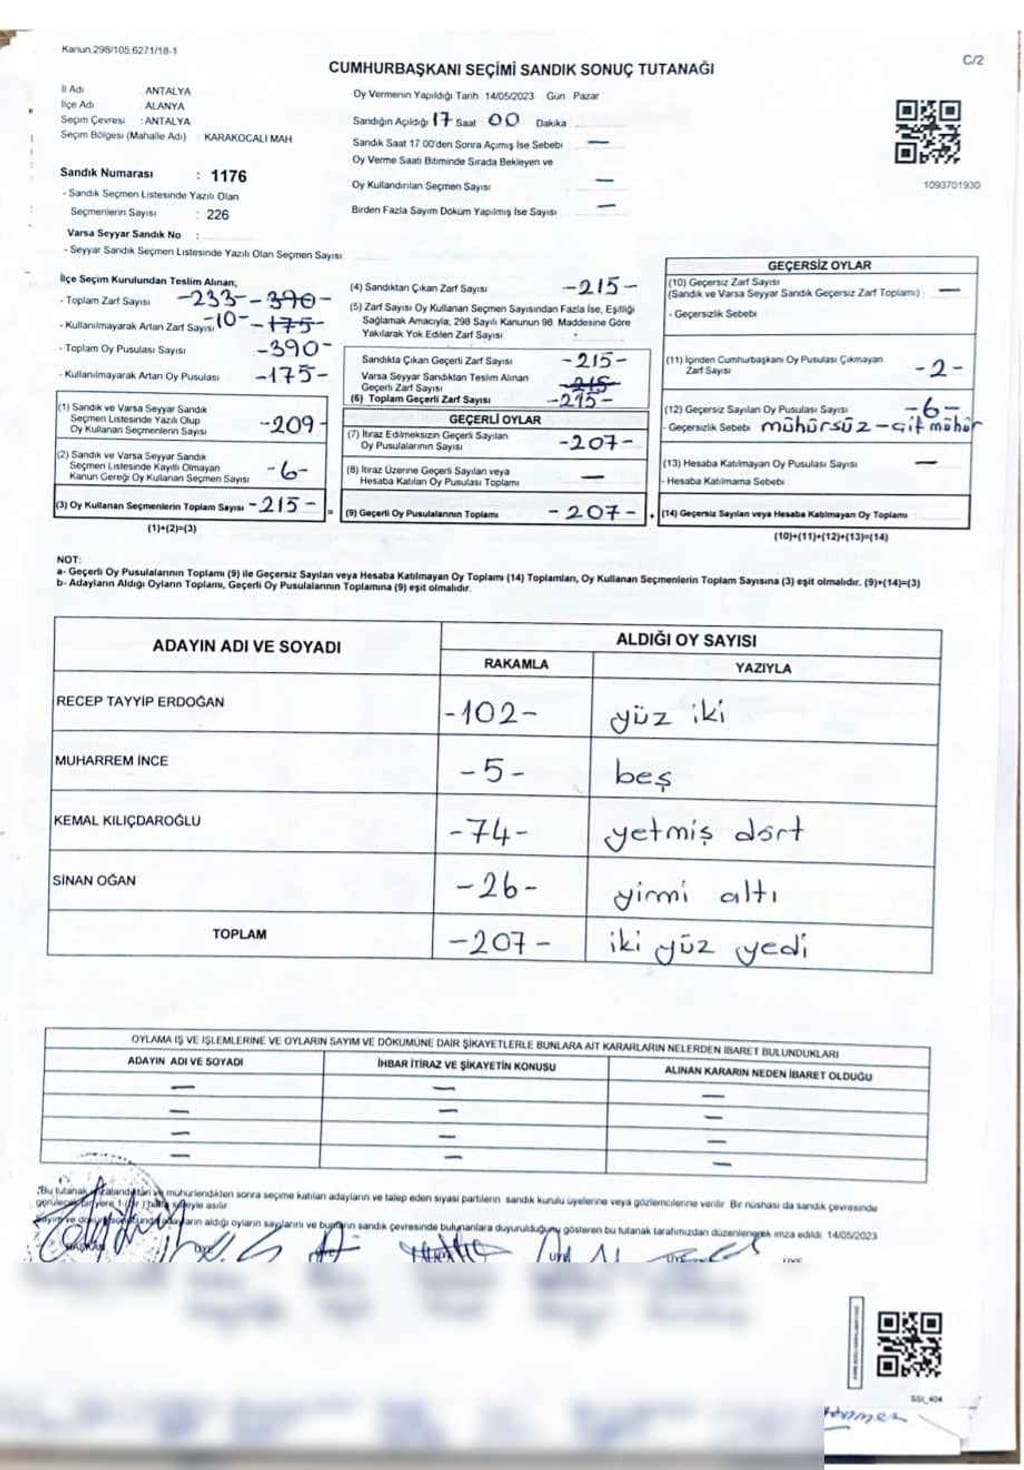 Kanun.298/105;6271/18-1
C/2
CUMHURBAŞKANI SEÇİMİ SANDIK SONUÇ TUTANAĞI
İl Adı : ANTALYA
İlçe Adı : ALANYA
Seçim Çevresi : ANTALYA
Seçim Bölgesi (Mahalle Adı) : KARAKOCALI MAH
Sandık Numarası : 1176
- Sandık Seçmen Listesinde Yazılı Olan
Seçmenlerin Sayısı : 226
Varsa Seyyar Sandık No :
- Seyyar Sandık Seçmen Listesinde Yazılı Olan Seçmen Sayısı
Oy Vermenin Yapıldığı Tarih 14/05/2023 Gün Pazar
Sandığın Açıldığı 17 Saat 00 Dakika
Sandık Saat 17 00'den Sonra Açımış İse Sebebi —
Oy Verme Saati Bitiminde Sırada Bekleyen ve
Oy Kullandırılan Seçmen Sayısı —
Birden Fazla Sayım Döküm Yapılmış İse Sayısı —
1093701930
İlçe Seçim Kurulundan Teslim Alınan;
- Toplam Zarf Sayısı -233- -390-
- Kullanılmayarak Artan Zarf Sayısı -10- -175-
- Toplam Oy Pusulası Sayısı -390-
- Kullanılmayarak Artan Oy Pusulası -175-
(1) Sandık ve Varsa Seyyar Sandık
Seçmen Listesinde Yazılı Olup
Oy Kullanan Seçmenlerin Sayısı -209-
(2) Sandık ve Varsa Seyyar Sandık
Seçmen Listesinde Kayıtlı Olmayan
Kanun Gereği Oy Kullanan Seçmen Sayısı -6-
(3) Oy Kullanan Seçmenlerin Toplam Sayısı -215- =
(1)+(2)=(3)
(4) Sandıktan Çıkan Zarf Sayısı -215-
(5) Zarf Sayısı Oy Kullanan Seçmen Sayısından Fazla İse, Eşitliği
Sağlamak Amacıyla; 298 Sayılı Kanunun 98. Maddesine Göre
Yakılarak Yok Edilen Zarf Sayısı
Sandıkta Çıkan Geçerli Zarf Sayısı -215-
Varsa Seyyar Sandıktan Teslim Alınan
Geçerli Zarf Sayısı -215-
(6) Toplam Geçerli Zarf Sayısı -215-
GEÇERLİ OYLAR
(7) İtiraz Edilmeksizin Geçerli Sayılan
Oy Pusulalarının Sayısı -207-
(8) İtiraz Üzerine Geçerli Sayılan veya
Hesaba Katılan Oy Pusulası Toplamı —
(9) Geçerli Oy Pusulalarının Toplamı -207- +
GEÇERSİZ OYLAR
(10) Geçersiz Zarf Sayısı
(Sandık ve Varsa Seyyar Sandık Geçersiz Zarf Toplamı) —
- Geçersizlik Sebebi
(11) İçinden Cumhurbaşkanı Oy Pusulası Çıkmayan
Zarf Sayısı -2-
(12) Geçersiz Sayılan Oy Pusulası Sayısı -6-
- Geçersizlik Sebebi mühürsüz - çift mühür
(13) Hesaba Katılmayan Oy Pusulası Sayısı —
- Hesaba Katılmama Sebebi
(14) Geçersiz Sayılan veya Hesaba Katılmayan Oy Toplamı
(10)+(11)+(12)+(13)=(14)
NOT:
a- Geçerli Oy Pusulalarının Toplamı (9) ile Geçersiz Sayılan veya Hesaba Katılmayan Oy Toplamı (14) Toplamları, Oy Kullanan Seçmenlerin Toplam Sayısına (3) eşit olmalıdır. (9)+(14)=(3)
b- Adayların Aldığı Oyların Toplamı, Geçerli Oy Pusulalarının Toplamına (9) eşit olmalıdır.
ADAYIN ADI VE SOYADI
ALDIĞI OY SAYISI
RAKAMLA YAZIYLA
RECEP TAYYİP ERDOĞAN -102- yüz iki
MUHARREM İNCE -5- beş
KEMAL KILIÇDAROĞLU -74- yetmiş dört
SİNAN OĞAN -26- yirmi altı
TOPLAM -207- iki yüz yedi
OYLAMA İŞ VE İŞLEMLERİNE VE OYLARIN SAYIM VE DÖKÜMÜNE DAİR ŞİKAYETLERLE BUNLARA AİT KARARLARIN NELERDEN İBARET BULUNDUKLARI
ADAYIN ADI VE SOYADI İHBAR İTİRAZ VE ŞİKAYETİN KONUSU ALINAN KARARIN NEDEN İBARET OLDUĞU
— — —
— — —
— — —
— — —
mühürlendikten sonra seçime katılan adayların ve talep eden siyasi partilerin sandık kurulu üyelerine veya gözlemcilerine verilir. Bir nüshası da sandık çevresinde
aldığı oyların sayılarını ve bunların sandık çevresinde bulunanlara duyurulduğunu gösteren bu tutanak tarafımızdan düzenlenerek imza edildi. 14/05/2023